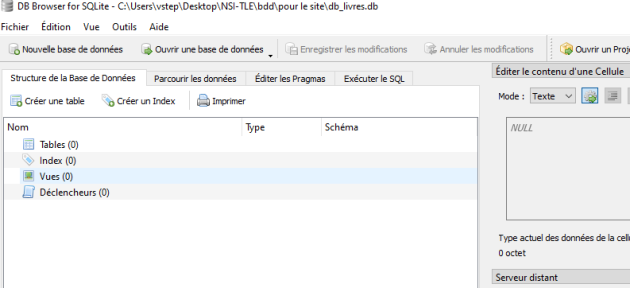 DB Browser for SQLite - C:\Users\vstep\Desktop\NSI-TLE\bdd\pour le site\db_livres.db
Fichier Édition Vue Outils Aide
Nouvelle base de données Ouvrir une base de données Enregistrer les modifications Annuler les modifications Ouvrir un Proj
Structure de la Base de Données Parcourir les données Éditer les Pragmas Exécuter le SQL
Créer une table Créer un Index Imprimer
Nom Type Schéma
Tables (0)
Index (0)
Vues (0)
Déclencheurs (0)
Éditer le contenu d'une Cellule
Mode : Texte
NULL
Type actuel des données de la cell
0 octet
Serveur distant